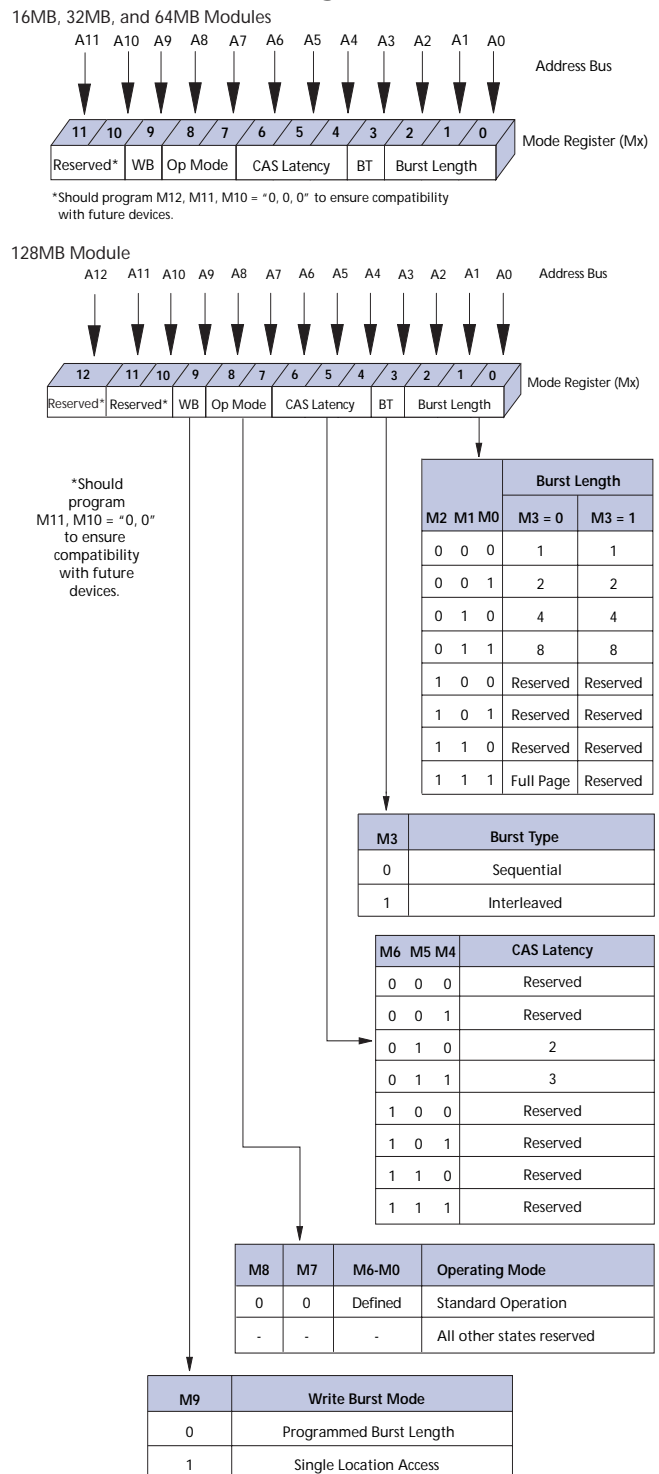 16MB, 32MB, and 64MB Modules
A11 A10 A9 A8 A7 A6 A5 A4 A3 A2 A1 A0
Address Bus
11 10 9 8 7 6 5 4 3 2 1 0
Mode Register (Mx)
Reserved* WB Op Mode CAS Latency BT Burst Length
*Should program M12, M11, M10 = "0, 0, 0" to ensure compatibility
with future devices.
128MB Module
A12 A11 A10 A9 A8 A7 A6 A5 A4 A3 A2 A1 A0 Address Bus
12 11 10 9 8 7 6 5 4 3 2 1 0
Mode Register (Mx)
Reserved* Reserved* WB Op Mode CAS Latency BT Burst Length
*Should
program
M11, M10 = "0, 0"
to ensure
compatibility
with future
devices.
Burst Length
M2 M1 M0 M3 = 0 M3 = 1
0 0 0 1 1
0 0 1 2 2
0 1 0 4 4
0 1 1 8 8
1 0 0 Reserved Reserved
1 0 1 Reserved Reserved
1 1 0 Reserved Reserved
1 1 1 Full Page Reserved
M3 Burst Type
0 Sequential
1 Interleaved
M6 M5 M4 CAS Latency
0 0 0 Reserved
0 0 1 Reserved
0 1 0 2
0 1 1 3
1 0 0 Reserved
1 0 1 Reserved
1 1 0 Reserved
1 1 1 Reserved
M8 M7 M6-M0 Operating Mode
0 0 Defined Standard Operation
- - - All other states reserved
M9 Write Burst Mode
0 Programmed Burst Length
1 Single Location Access